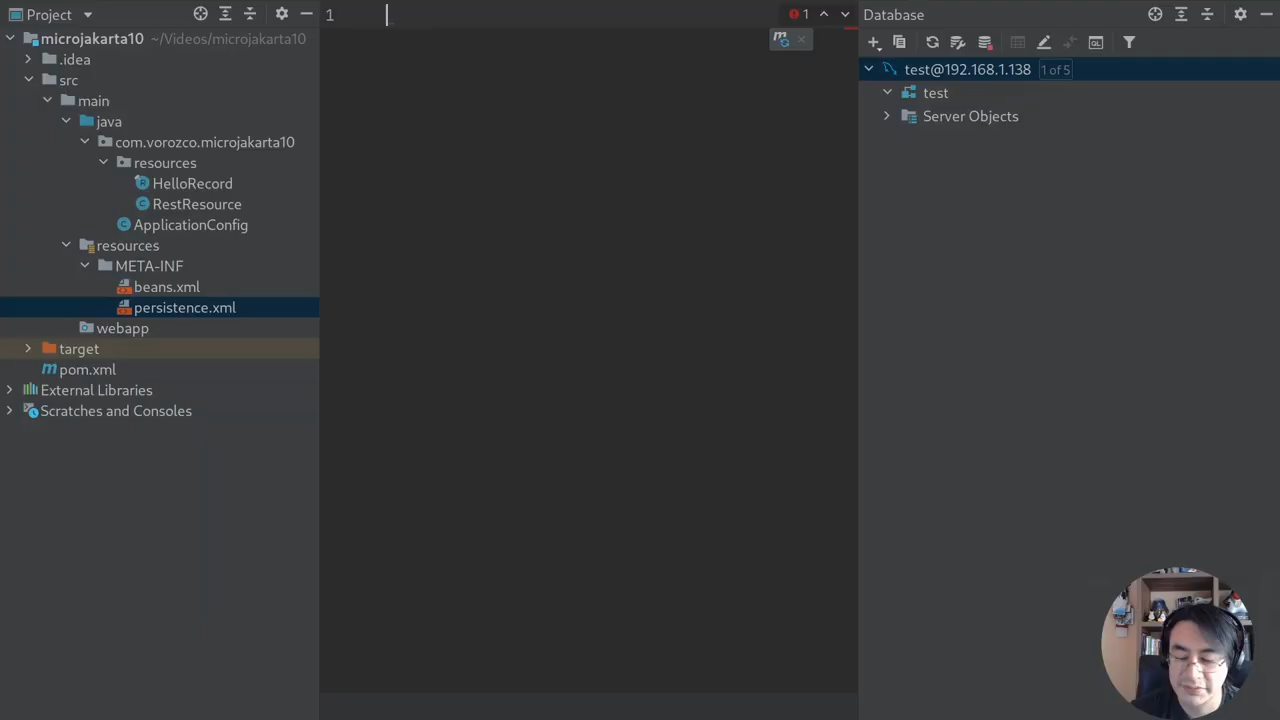 Project
microjakarta10 ~/Videos/microjakarta10
.idea
src
main
java
com.vorozco.microjakarta10
resources
HelloRecord
RestResource
ApplicationConfig
resources
META-INF
beans.xml
persistence.xml
webapp
target
pom.xml
External Libraries
Scratches and Consoles
1
1
Database
test@192.168.1.138 1 of 5
test
Server Objects